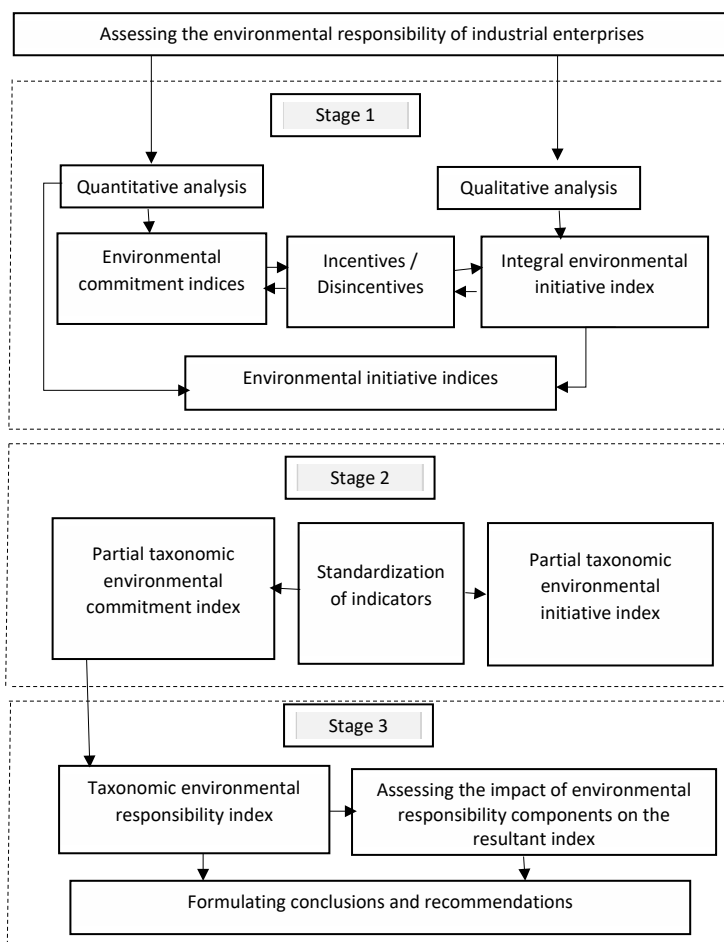 Assessing the environmental responsibility of industrial enterprises
Stage 1
Quantitative analysis
Qualitative analysis
Environmental
commitment indices
Incentives /
Disincentives
Integral environmental
initiative index
Environmental initiative indices
Stage 2
Partial taxonomic
environmental
commitment index
Standardization
of indicators
Partial taxonomic
environmental
initiative index
Stage 3
Taxonomic environmental
responsibility index
Assessing the impact of environmental
responsibility components on the
resultant index
Formulating conclusions and recommendations